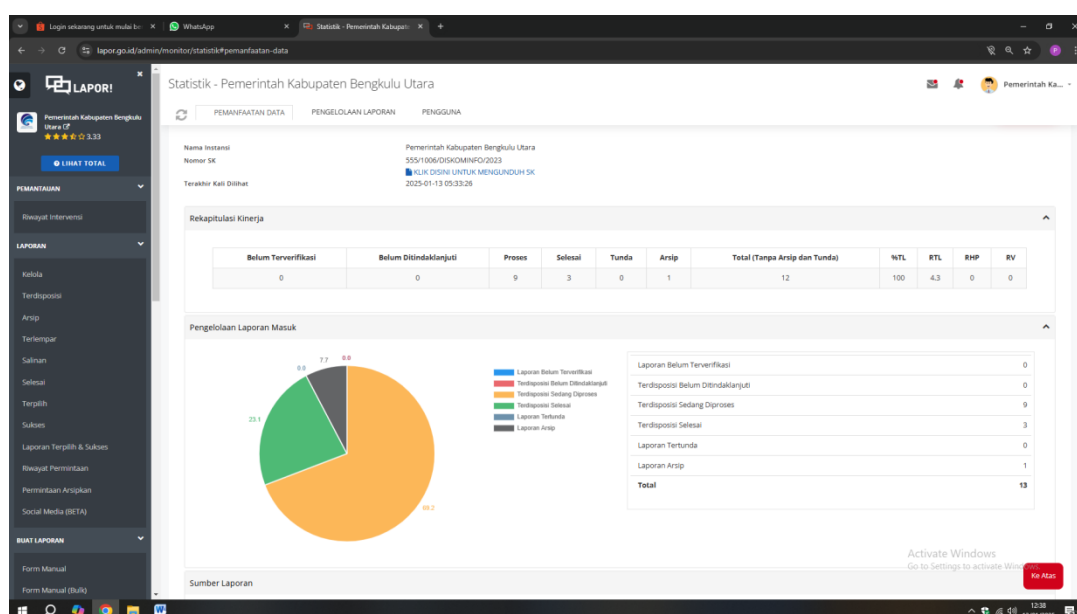 Login sekarang untuk mulai be
WhatsApp
Statistik - Pemerintah Kabupate
lapor.go.id/admin/monitor/statistik#pemanfaatan-data
P
LAPOR!
Pemerintah Kabupaten Bengkulu Utara
3.33
LIHAT TOTAL
PEMANTAUAN
Riwayat Intervensi
LAPORAN
Kelola
Terdisposisi
Arsip
Terlempar
Salinan
Selesai
Terpilih
Sukses
Laporan Terpilih & Sukses
Riwayat Permintaan
Permintaan Arsipkan
Social Media (BETA)
BUAT LAPORAN
Form Manual
Form Manual (Bulk)
Statistik - Pemerintah Kabupaten Bengkulu Utara
Pemerintah Ka...
PEMANFAATAN DATA PENGELOLAAN LAPORAN PENGGUNA
Nama Instansi Pemerintah Kabupaten Bengkulu Utara
Nomor SK 555/1006/DISKOMINFO/2023
KLIK DISINI UNTUK MENGUNDUH SK
Terakhir Kali Dilihat 2025-01-13 05:33:26
Rekapitulasi Kinerja
Belum Terverifikasi Belum Ditindaklanjuti Proses Selesai Tunda Arsip Total (Tanpa Arsip dan Tunda) %TL RTL RHP RV
0 0 9 3 0 1 12 100 4.3 0 0
Pengelolaan Laporan Masuk
0.0 7.7 0.0
23.1
69.2
Laporan Belum Terverifikasi
Terdisposisi Belum Ditindaklanjuti
Terdisposisi Sedang Diproses
Terdisposisi Selesai
Laporan Tertunda
Laporan Arsip
Laporan Belum Terverifikasi 0
Terdisposisi Belum Ditindaklanjuti 0
Terdisposisi Sedang Diproses 9
Terdisposisi Selesai 3
Laporan Tertunda 0
Laporan Arsip 1
Total 13
Sumber Laporan
Activate Windows
Go to Settings to activate Windows.
Ke Atas
12:38